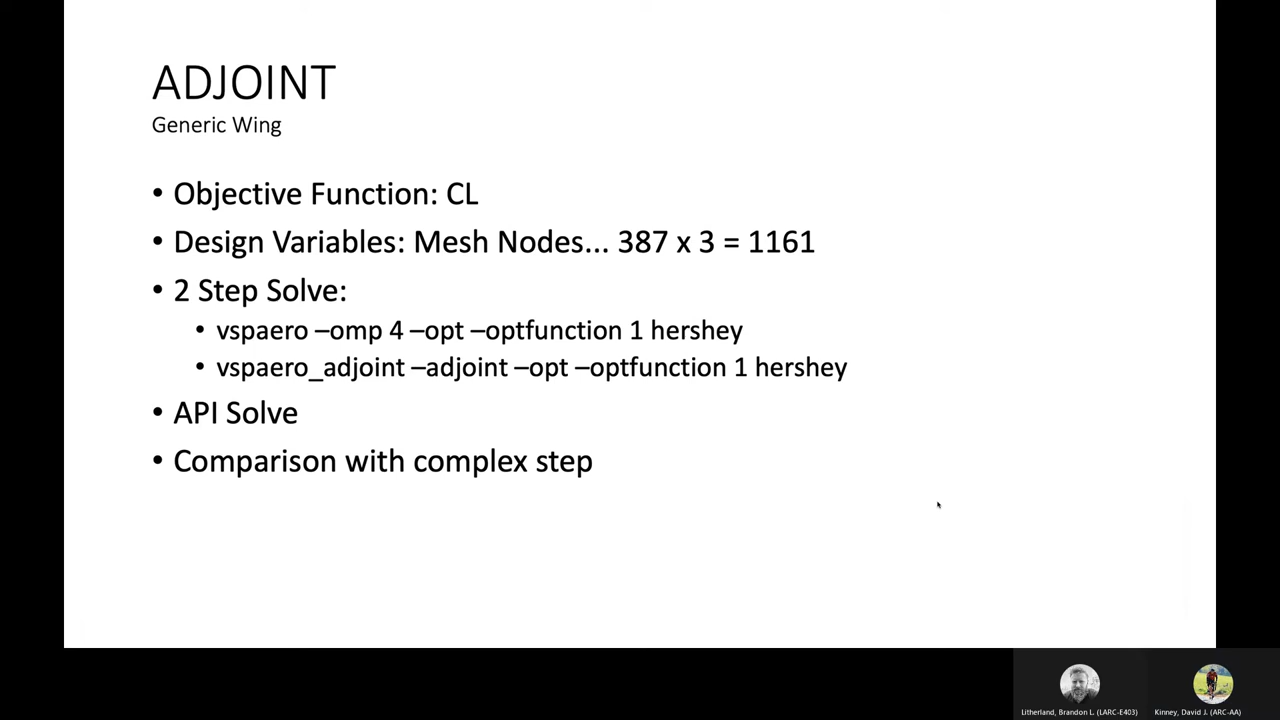 ADJOINT
Generic Wing
• Objective Function: CL
• Design Variables: Mesh Nodes... 387 x 3 = 1161
• 2 Step Solve:
• vspaero –omp 4 –opt –optfunction 1 hershey
• vspaero_adjoint –adjoint –opt –optfunction 1 hershey
• API Solve
• Comparison with complex step
Litherland, Brandon L. (LARC-E403)
Kinney, David J. (ARC-AA)